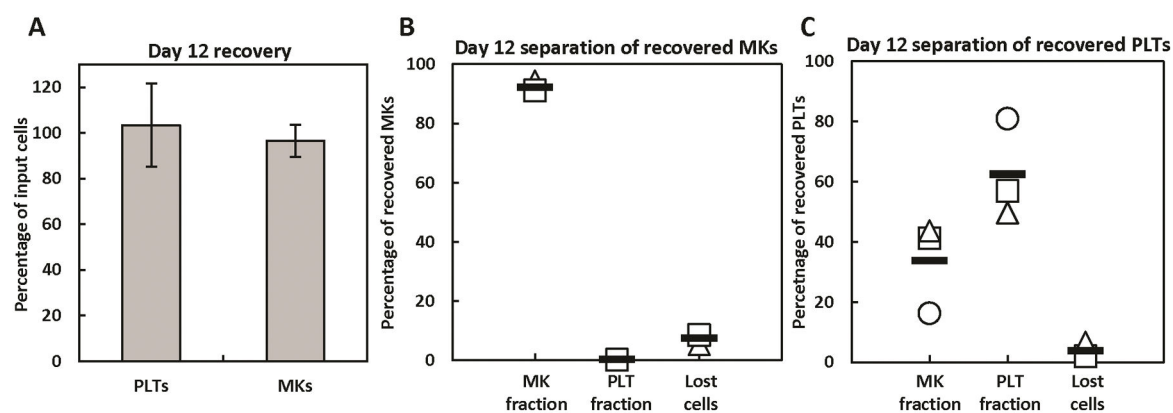 A
Day 12 recovery
Percentage of input cells
120
100
80
60
40
20
0
PLTs
MKs
B
Day 12 separation of recovered MKs
Percentage of recovered MKs
100
80
60
40
20
0
MK
fraction
PLT
fraction
Lost
cells
C
Day 12 separation of recovered PLTs
Percetnage of recovered PLTs
100
80
60
40
20
0
MK
fraction
PLT
fraction
Lost
cells